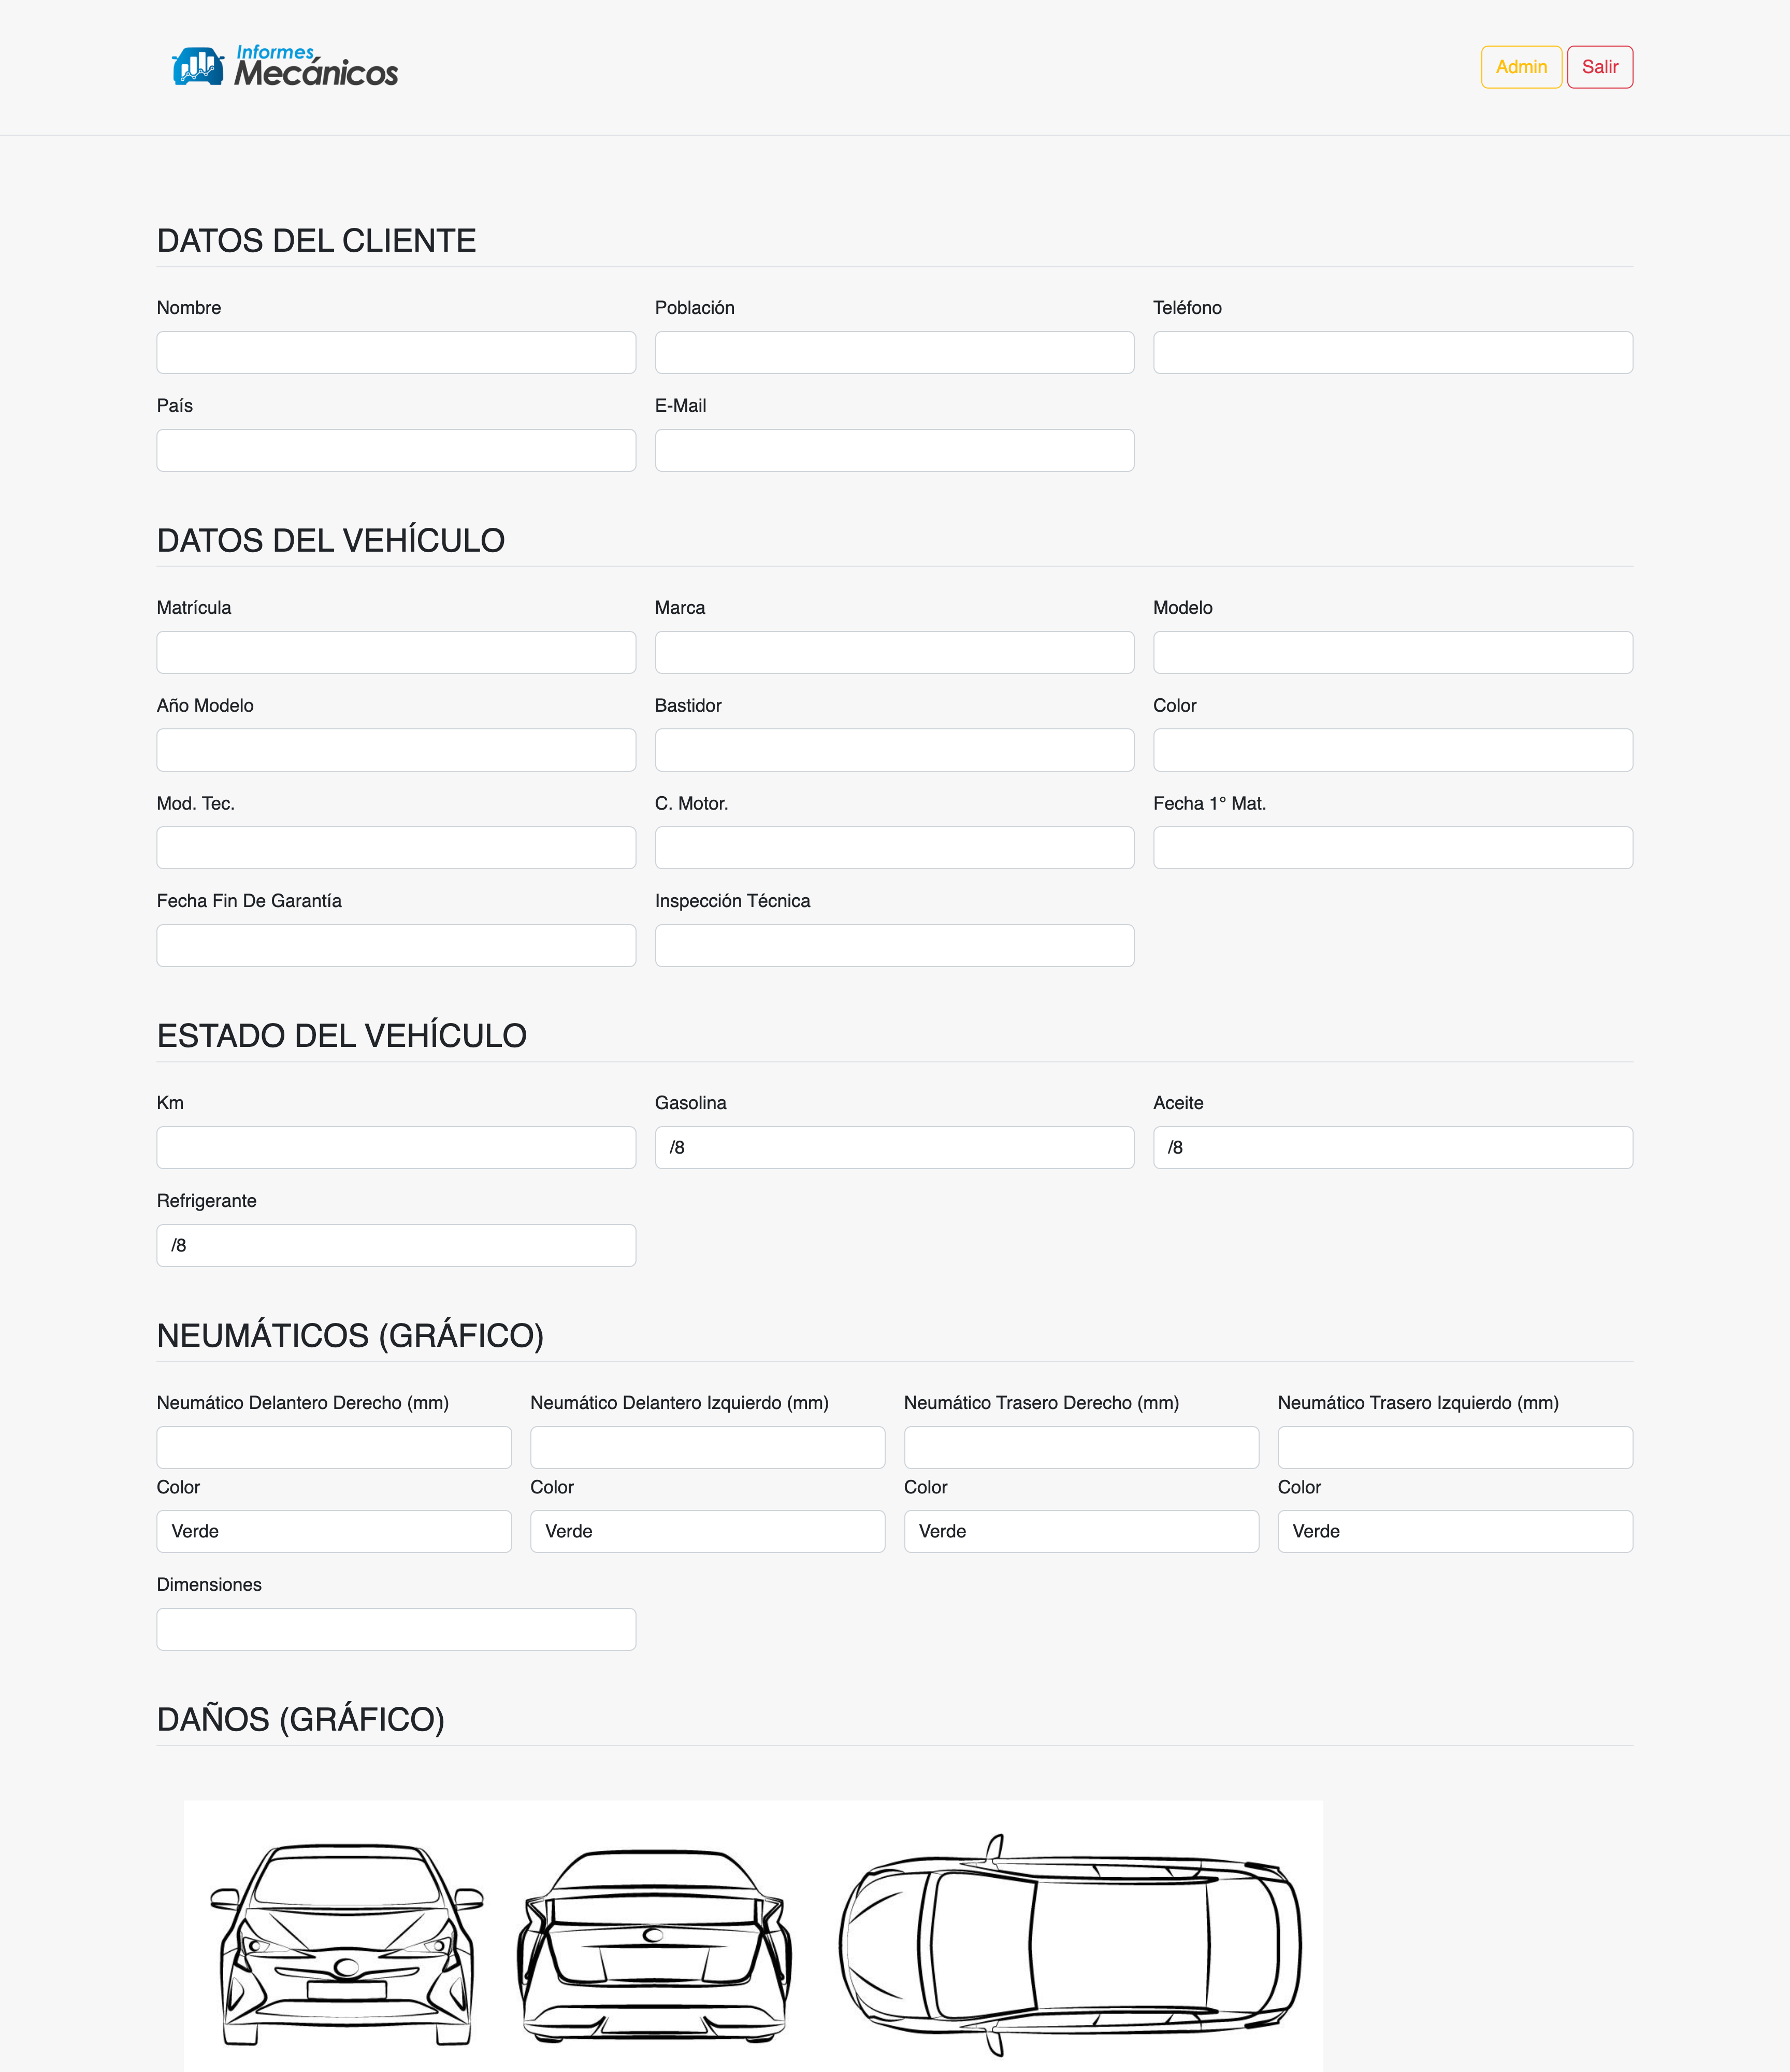 Informes
Mecánicos
Admin Salir
DATOS DEL CLIENTE
Nombre Población Teléfono
País E-Mail
DATOS DEL VEHÍCULO
Matrícula Marca Modelo
Año Modelo Bastidor Color
Mod. Tec. C. Motor. Fecha 1° Mat.
Fecha Fin De Garantía Inspección Técnica
ESTADO DEL VEHÍCULO
Km Gasolina Aceite
/8 /8
Refrigerante
/8
NEUMÁTICOS (GRÁFICO)
Neumático Delantero Derecho (mm) Neumático Delantero Izquierdo (mm) Neumático Trasero Derecho (mm) Neumático Trasero Izquierdo (mm)
Color Color Color Color
Verde Verde Verde Verde
Dimensiones
DAÑOS (GRÁFICO)